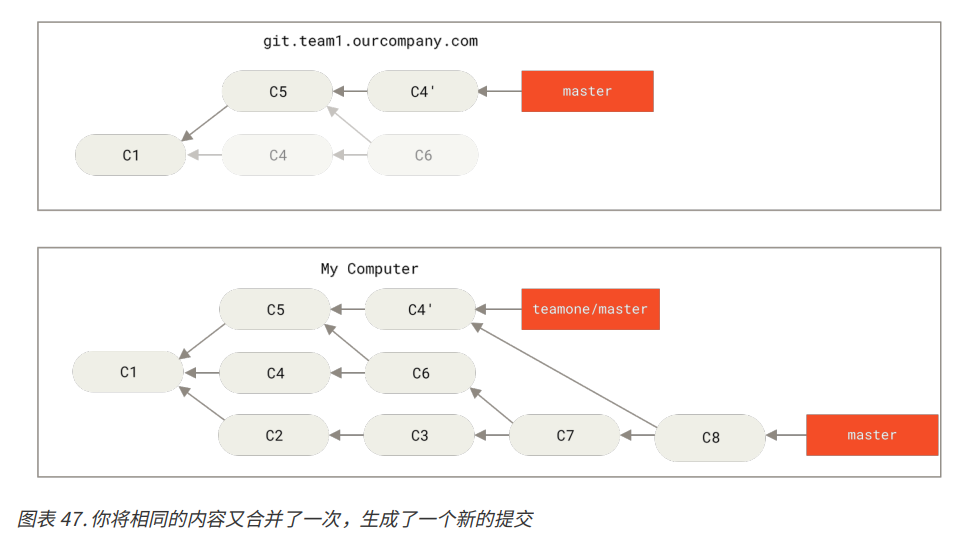 git.team1.ourcompany.com
C5
C4'
master
C1
C4
C6
My Computer
C5
C4'
teamone/master
C1
C4
C6
C2
C3
C7
C8
master
图表 47.你将相同的内容又合并了一次，生成了一个新的提交